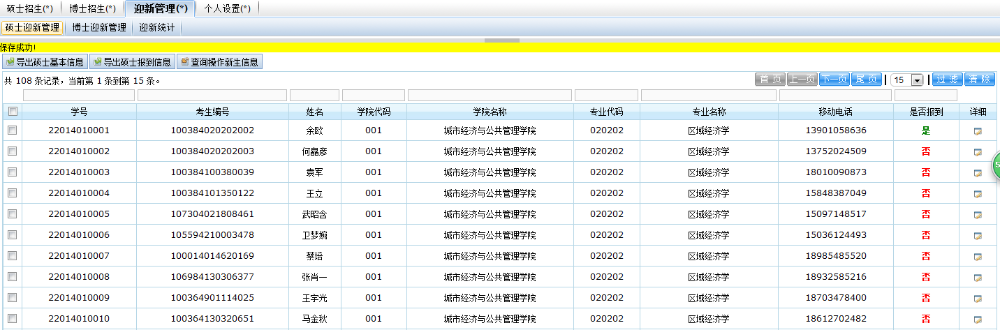 硕士招生(*) 博士招生(*) 迎新管理(*) 个人设置(*)
硕士迎新管理 博士迎新管理 迎新统计
保存成功!
导出硕士基本信息 导出硕士报到信息 查询操作新生信息
共 108 条记录，当前第 1 条到第 15 条。 首 页 上一页 下一页 尾 页 15 过 滤 清 除
学号 考生编号 姓名 学院代码 学院名称 专业代码 专业名称 移动电话 是否报到 详细
22014010001 100384020202002 余欧 001 城市经济与公共管理学院 020202 区域经济学 13901058636 是
22014010002 100384020202003 何皛彦 001 城市经济与公共管理学院 020202 区域经济学 13752024509 否
22014010003 100384100380039 袁军 001 城市经济与公共管理学院 020202 区域经济学 18010090873 否
22014010004 100384101350122 王立 001 城市经济与公共管理学院 020202 区域经济学 15848387049 否
22014010005 107304021808461 武昭含 001 城市经济与公共管理学院 020202 区域经济学 15097148517 否
22014010006 105594210003478 卫梦婉 001 城市经济与公共管理学院 020202 区域经济学 15036124493 否
22014010007 100014014620169 蔡培 001 城市经济与公共管理学院 020202 区域经济学 18985485520 否
22014010008 106984130306377 张肖一 001 城市经济与公共管理学院 020202 区域经济学 18932585216 否
22014010009 100364901114025 王宇光 001 城市经济与公共管理学院 020202 区域经济学 18703478400 否
22014010010 100364130320651 马金秋 001 城市经济与公共管理学院 020202 区域经济学 18612702482 否